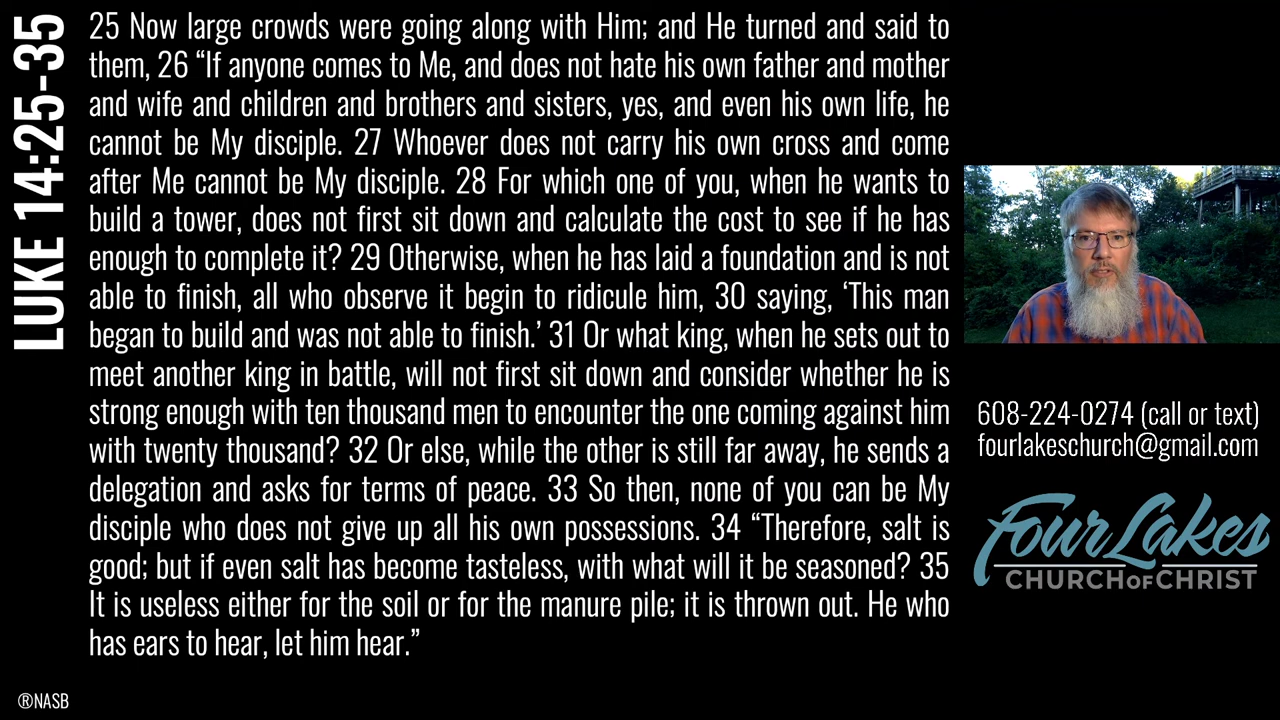 LUKE 14:25-35
25 Now large crowds were going along with Him; and He turned and said to
them, 26 “If anyone comes to Me, and does not hate his own father and mother
and wife and children and brothers and sisters, yes, and even his own life, he
cannot be My disciple. 27 Whoever does not carry his own cross and come
after Me cannot be My disciple. 28 For which one of you, when he wants to
build a tower, does not first sit down and calculate the cost to see if he has
enough to complete it? 29 Otherwise, when he has laid a foundation and is not
able to finish, all who observe it begin to ridicule him, 30 saying, ‘This man
began to build and was not able to finish.’ 31 Or what king, when he sets out to
meet another king in battle, will not first sit down and consider whether he is
strong enough with ten thousand men to encounter the one coming against him
with twenty thousand? 32 Or else, while the other is still far away, he sends a
delegation and asks for terms of peace. 33 So then, none of you can be My
disciple who does not give up all his own possessions. 34 “Therefore, salt is
good; but if even salt has become tasteless, with what will it be seasoned? 35
It is useless either for the soil or for the manure pile; it is thrown out. He who
has ears to hear, let him hear.”
608-224-0274 (call or text)
fourlakeschurch@gmail.com
Four Lakes
CHURCH OF CHRIST
®NASB